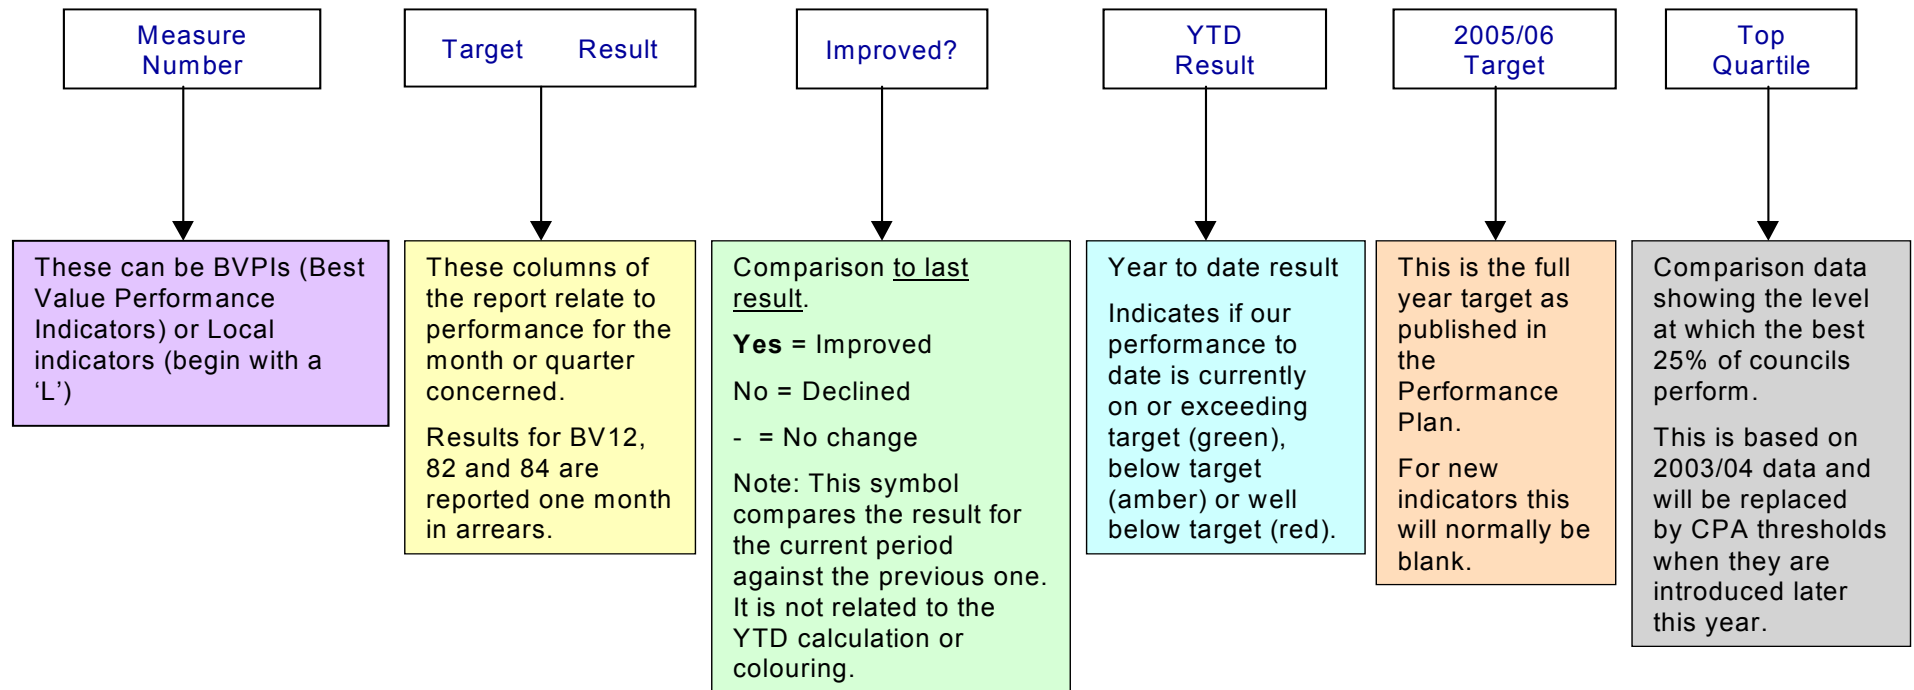 Measure
Number
Target Result
Improved?
YTD
Result
2005/06
Target
Top
Quartile
These can be BVPIs (Best
Value Performance
Indicators) or Local
indicators (begin with a
‘L’)
These columns of
the report relate to
performance for the
month or quarter
concerned.
Results for BV12,
82 and 84 are
reported one month
in arrears.
Comparison to last
result.
Yes = Improved
No = Declined
- = No change
Note: This symbol
compares the result for
the current period
against the previous one.
It is not related to the
YTD calculation or
colouring.
Year to date result
Indicates if our
performance to
date is currently
on or exceeding
target (green),
below target
(amber) or well
below target (red).
This is the full
year target as
published in
the
Performance
Plan.
For new
indicators this
will normally be
blank.
Comparison data
showing the level
at which the best
25% of councils
perform.
This is based on
2003/04 data and
will be replaced
by CPA thresholds
when they are
introduced later
this year.